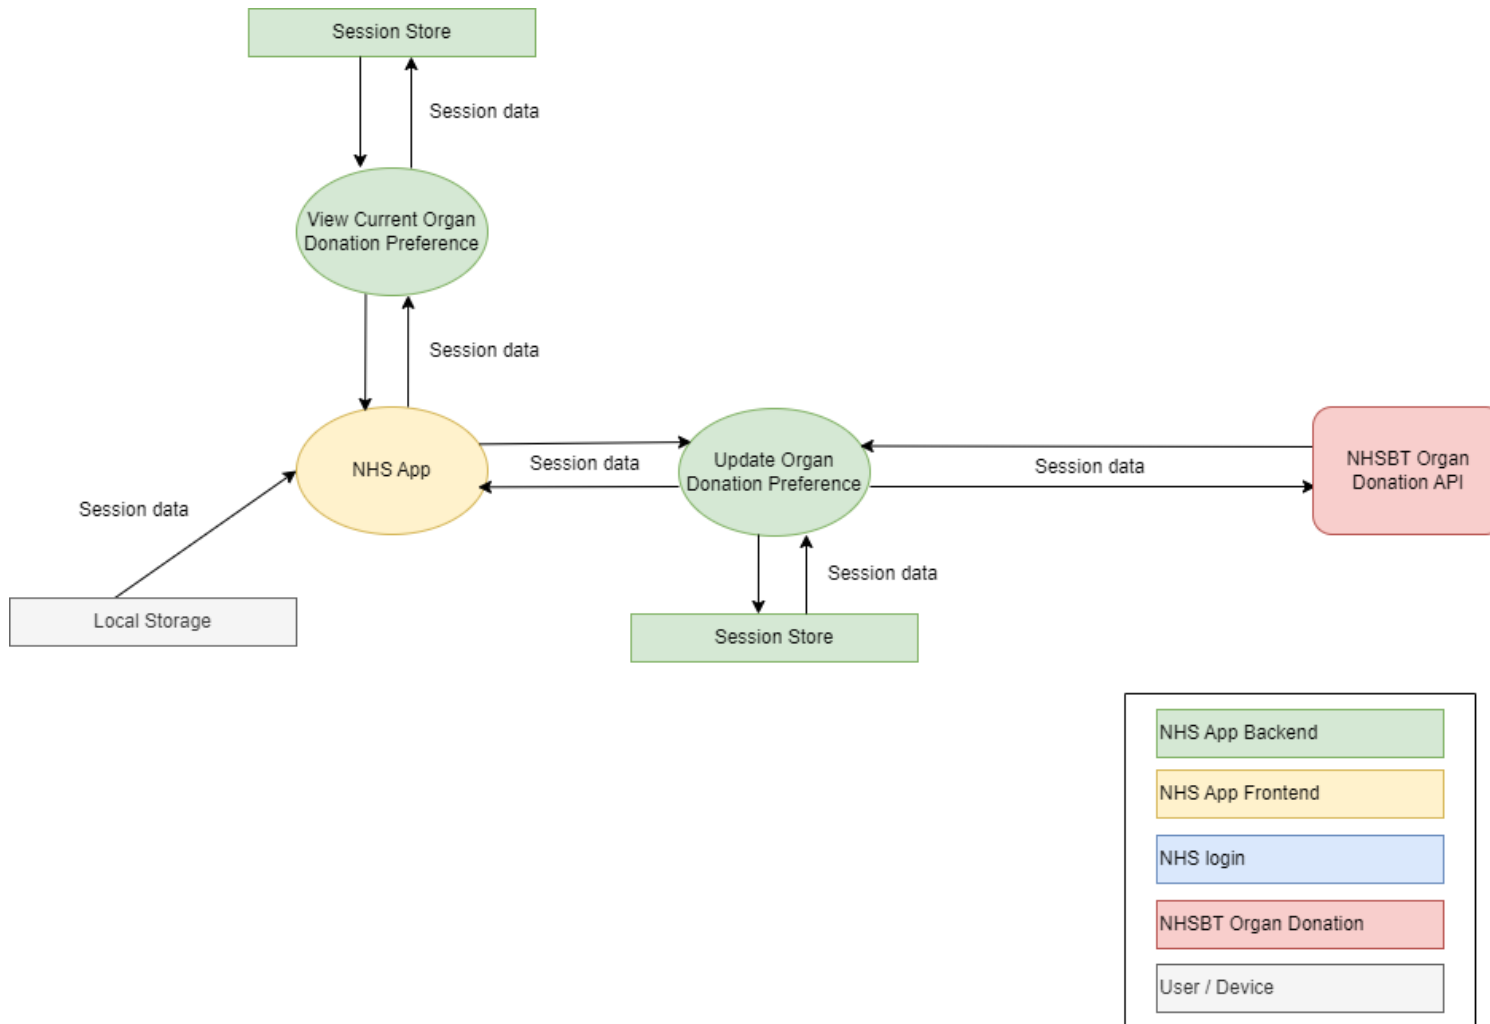 Session Store
Session data
View Current Organ
Donation Preference
Session data
NHS App
Session data
Update Organ
Donation Preference
Session data
NHSBT Organ
Donation API
Session data
Session data
Local Storage
Session Store
NHS App Backend
NHS App Frontend
NHS login
NHSBT Organ Donation
User / Device